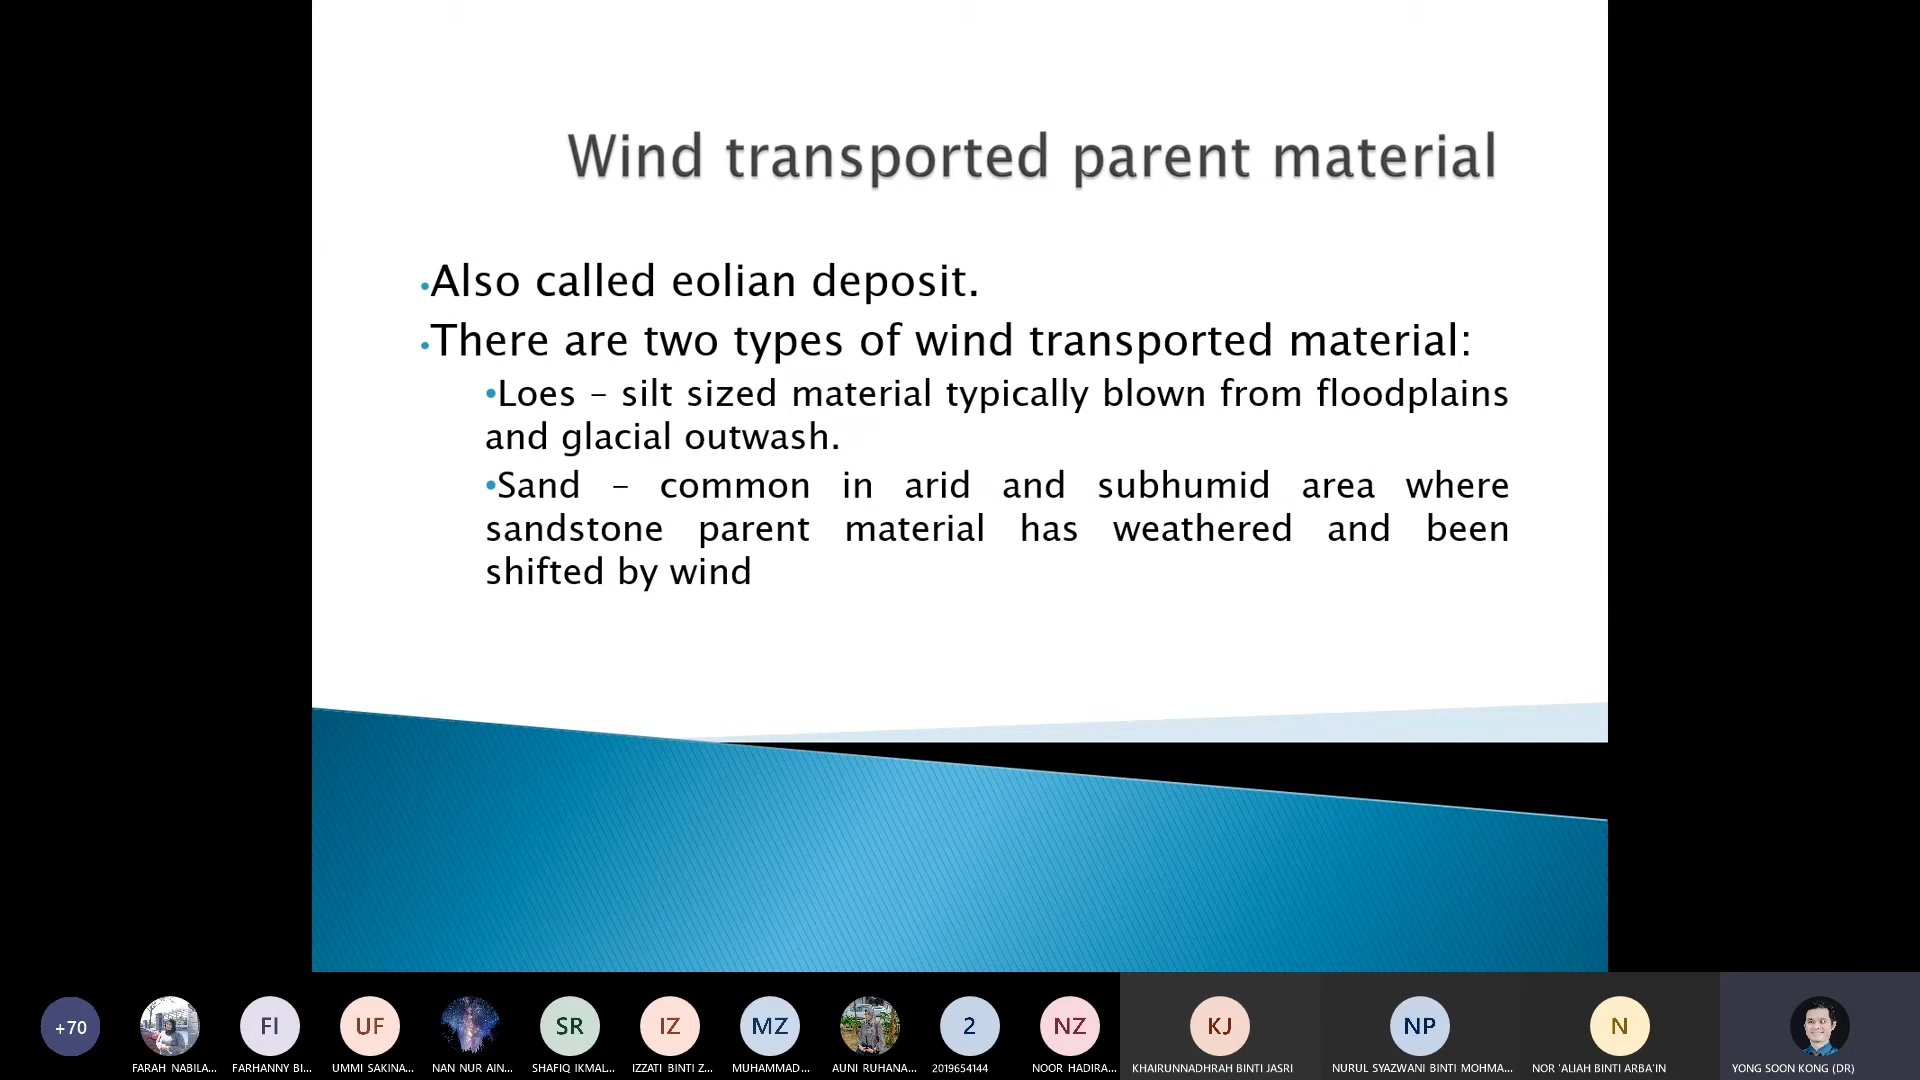 Wind transported parent material
•Also called eolian deposit.
•There are two types of wind transported material:
•Loes – silt sized material typically blown from floodplains
and glacial outwash.
•Sand – common in arid and subhumid area where
sandstone parent material has weathered and been
shifted by wind
+70
FI
UF
SR
IZ
MZ
2
NZ
KJ
NP
N
FARAH NABILA...
FARHANNY BI...
UMMI SAKINA...
NAN NUR AIN...
SHAFIQ IKMAL...
IZZATI BINTI Z...
MUHAMMAD...
AUNI RUHANA...
2019654144
NOOR HADIRA...
KHAIRUNNADHRAH BINTI JASRI
NURUL SYAZWANI BINTI MOHMA...
NOR 'ALIAH BINTI ARBA'IN
YONG SOON KONG (DR)